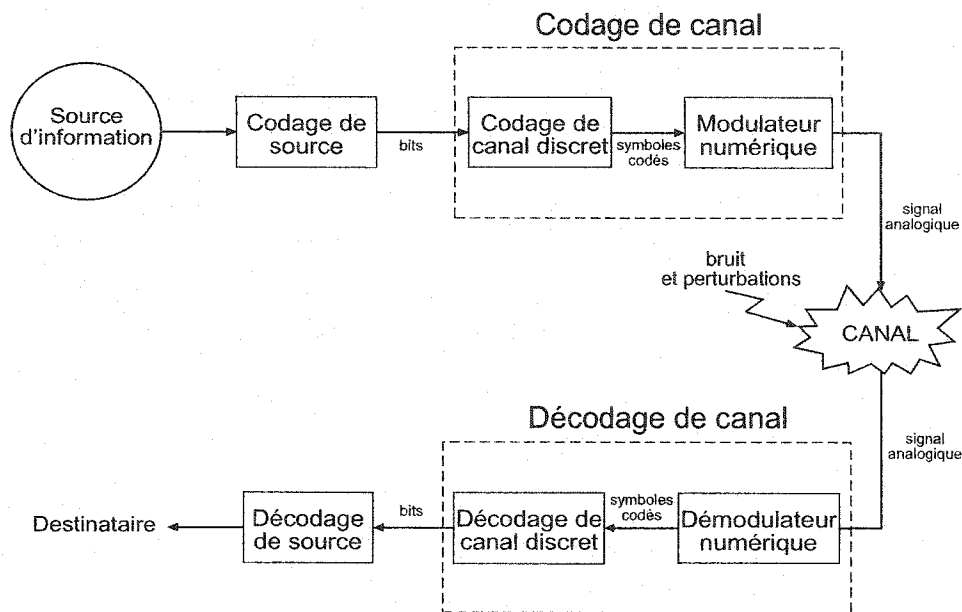 Codage de canal
Source
d'information
Codage de
source
bits
Codage de
canal discret
symboles
codés
Modulateur
numérique
signal
analogique
bruit
et perturbations
CANAL
signal
analogique
Décodage de canal
Destinataire
Décodage
de source
bits
Décodage de
canal discret
symboles
codés
Démodulateur
numérique